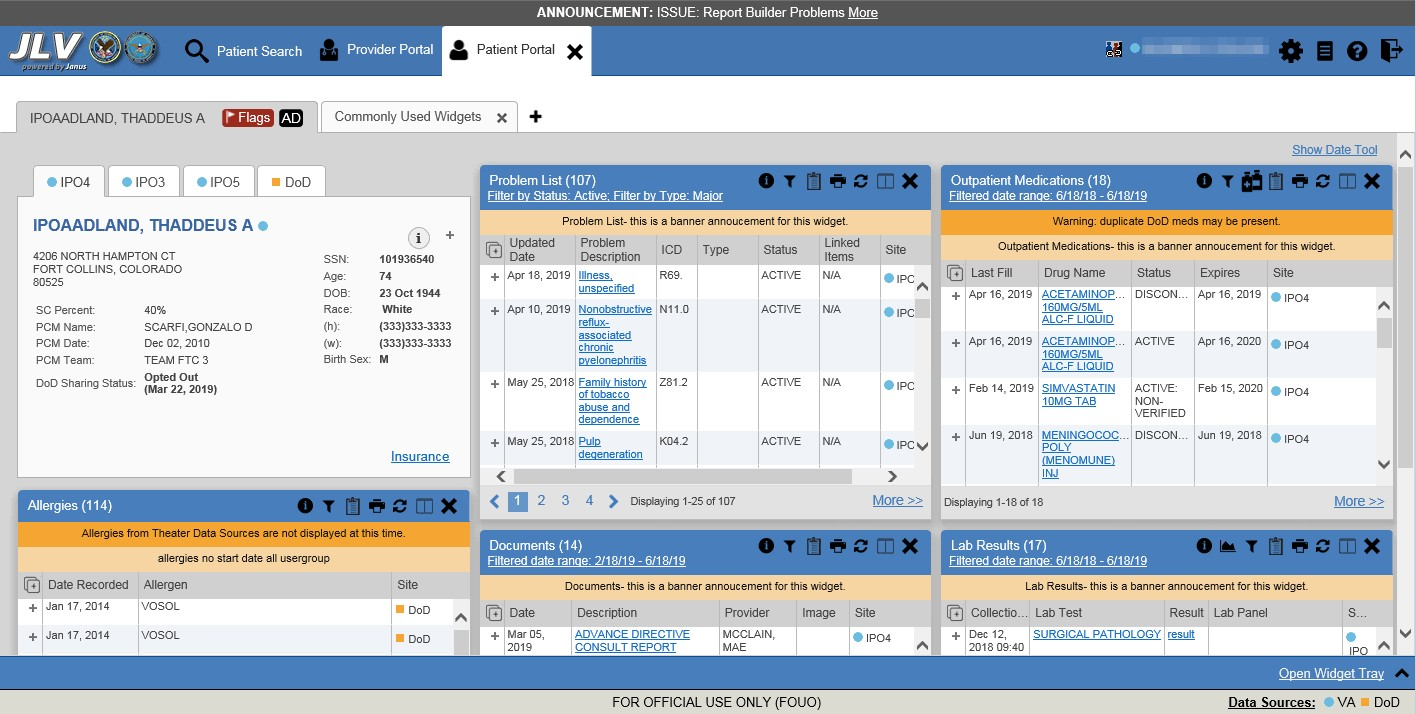 ANNOUNCEMENT: ISSUE: Report Builder Problems More
JLV
powered by Janus
Patient Search
Provider Portal
Patient Portal
IPOAADLAND, THADDEUS A Flags AD
Commonly Used Widgets
Show Date Tool
IPO4 IPO3 IPO5 DoD
IPOAADLAND, THADDEUS A
4206 NORTH HAMPTON CT
FORT COLLINS, COLORADO
80525
SC Percent: 40%
PCM Name: SCARFI,GONZALO D
PCM Date: Dec 02, 2010
PCM Team: TEAM FTC 3
DoD Sharing Status: Opted Out
(Mar 22, 2019)
SSN: 101936540
Age: 74
DOB: 23 Oct 1944
Race: White
(h): (333)333-3333
(w): (333)333-3333
Birth Sex: M
Insurance
Allergies (114)
Allergies from Theater Data Sources are not displayed at this time.
allergies no start date all usergroup
Date Recorded Allergen Site
Jan 17, 2014 VOSOL DoD
Jan 17, 2014 VOSOL DoD
Problem List (107)
Filter by Status: Active; Filter by Type: Major
Problem List- this is a banner annoucement for this widget.
Updated Date Problem Description ICD Type Status Linked Items Site
Apr 18, 2019 Illness, unspecified R69. ACTIVE N/A IPO
Apr 10, 2019 Nonobstructive reflux-associated chronic pyelonephritis N11.0 ACTIVE N/A IPO
May 25, 2018 Family history of tobacco abuse and dependence Z81.2 ACTIVE N/A IPO
May 25, 2018 Pulp degeneration K04.2 ACTIVE N/A IPO
1 2 3 4 Displaying 1-25 of 107 More >>
Outpatient Medications (18)
Filtered date range: 6/18/18 - 6/18/19
Warning: duplicate DoD meds may be present.
Outpatient Medications- this is a banner annoucement for this widget.
Last Fill Drug Name Status Expires Site
Apr 16, 2019 ACETAMINOP... 160MG/5ML ALC-F LIQUID DISCON... Apr 16, 2019 IPO4
Apr 16, 2019 ACETAMINOP... 160MG/5ML ALC-F LIQUID ACTIVE Apr 16, 2020 IPO4
Feb 14, 2019 SIMVASTATIN 10MG TAB ACTIVE: NON-VERIFIED Feb 15, 2020 IPO4
Jun 19, 2018 MENINGOCOC... POLY (MENOMUNE) INJ DISCON... Jun 19, 2018 IPO4
Displaying 1-18 of 18 More >>
Documents (14)
Filtered date range: 2/18/19 - 6/18/19
Documents- this is a banner annoucement for this widget.
Date Description Provider Image Site
Mar 05, 2019 ADVANCE DIRECTIVE CONSULT REPORT MCCLAIN, MAE IPO4
Lab Results (17)
Filtered date range: 6/18/18 - 6/18/19
Lab Results- this is a banner annoucement for this widget.
Collectio... Lab Test Result Lab Panel S...
Dec 12, 2018 09:40 SURGICAL PATHOLOGY result IPO
Open Widget Tray
FOR OFFICIAL USE ONLY (FOUO)
Data Sources: VA DoD